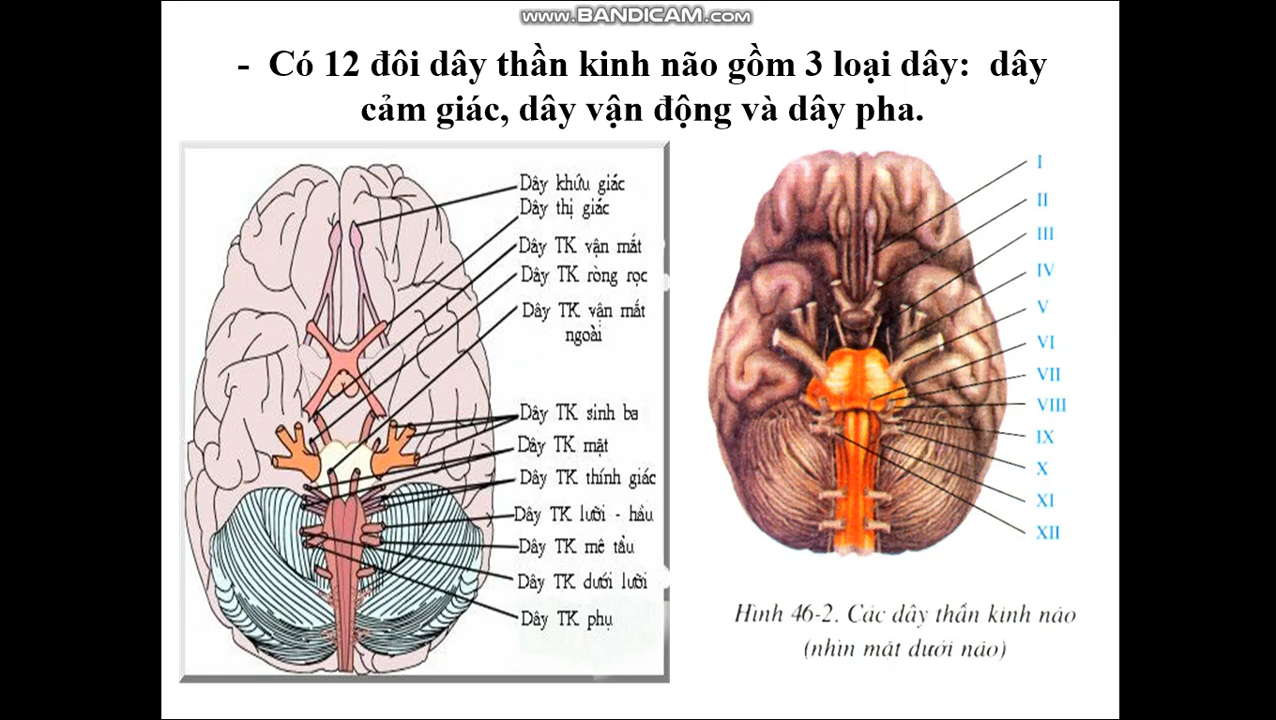 www.BANDICAM.com
- Có 12 đôi dây thần kinh não gồm 3 loại dây: dây
cảm giác, dây vận động và dây pha.
Dây khứu giác
Dây thị giác
Dây TK vận mắt
Dây TK ròng rọc
Dây TK vận mắt
ngoài
Dây TK sinh ba
Dây TK mặt
Dây TK thính giác
Dây TK lưỡi - hầu
Dây TK mê tẩu
Dây TK dưới lưỡi
Dây TK phụ
I
II
III
IV
V
VI
VII
VIII
IX
X
XI
XII
Hình 46-2. Các dây thần kinh não
(nhìn mặt dưới não)